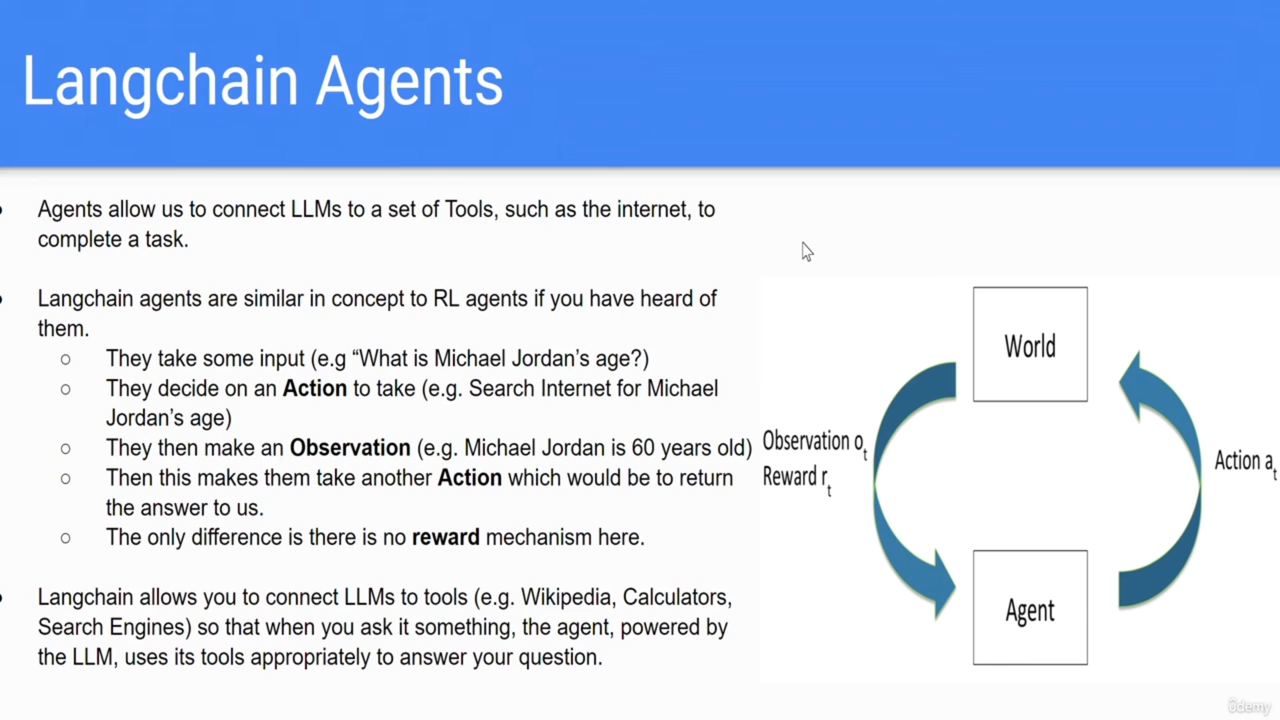 Langchain Agents
Agents allow us to connect LLMs to a set of Tools, such as the internet, to
complete a task.
Langchain agents are similar in concept to RL agents if you have heard of
them.
They take some input (e.g “What is Michael Jordan’s age?)
They decide on an Action to take (e.g. Search Internet for Michael
Jordan’s age)
They then make an Observation (e.g. Michael Jordan is 60 years old)
Then this makes them take another Action which would be to return
the answer to us.
The only difference is there is no reward mechanism here.
Langchain allows you to connect LLMs to tools (e.g. Wikipedia, Calculators,
Search Engines) so that when you ask it something, the agent, powered by
the LLM, uses its tools appropriately to answer your question.
World
Observation oₜ
Reward rₜ
Action aₜ
Agent
ûdemy